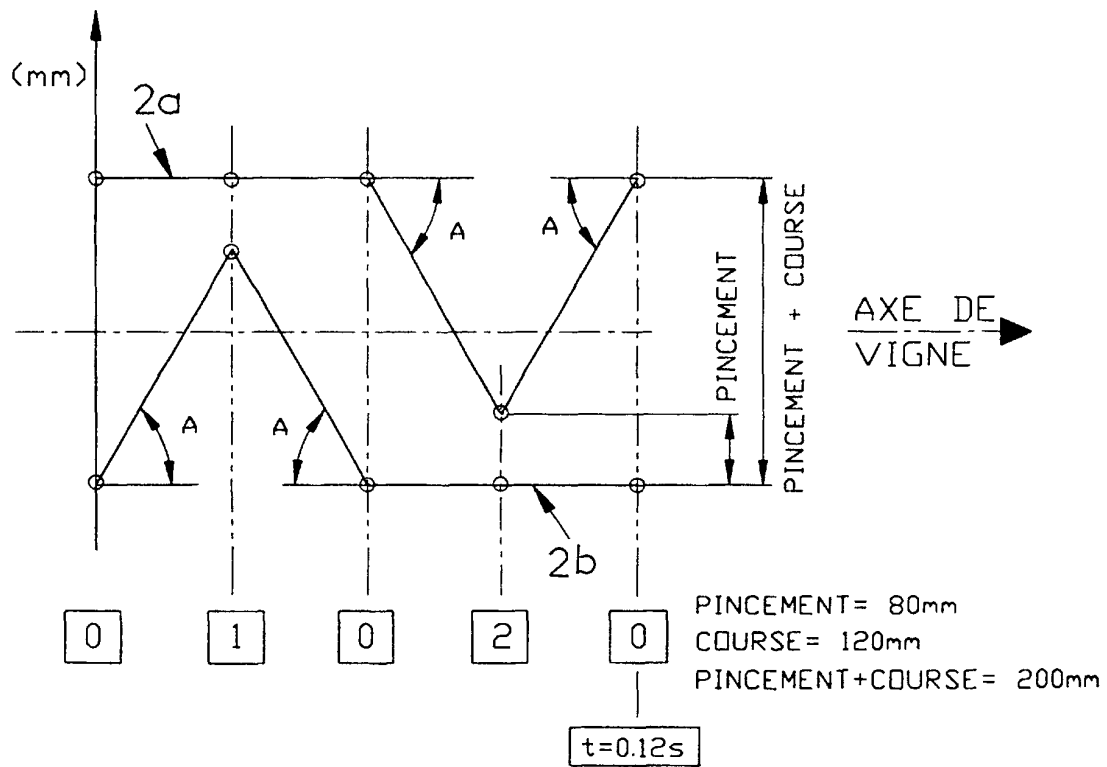 (mm)
2a
A
A
A
A
PINCEMENT
PINCEMENT + COURSE
AXE DE
VIGNE
2b
0
1
0
2
0
PINCEMENT= 80mm
COURSE= 120mm
PINCEMENT+COURSE= 200mm
t=0.12s